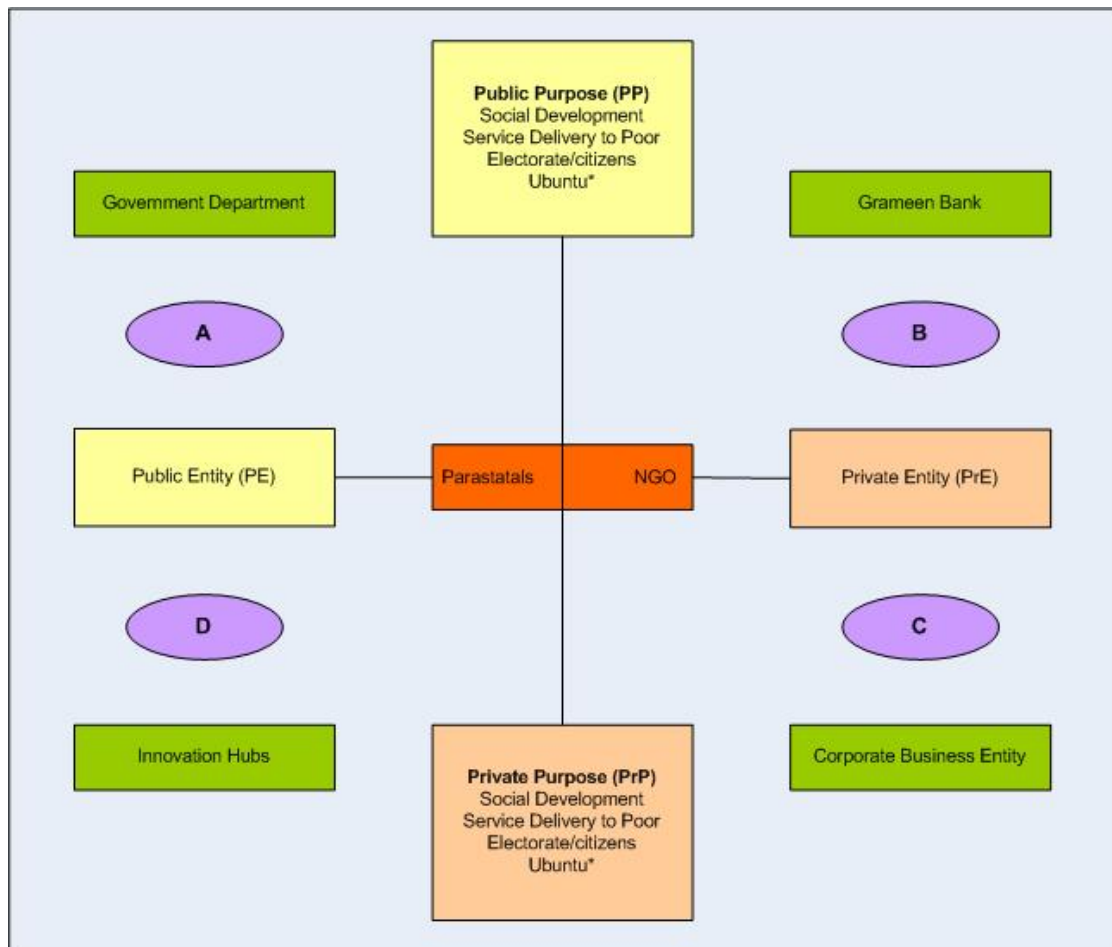 Public Purpose (PP)
Social Development
Service Delivery to Poor
Electorate/citizens
Ubuntu*
Government Department
Grameen Bank
A
B
Public Entity (PE)
Parastatals
NGO
Private Entity (PrE)
D
C
Innovation Hubs
Corporate Business Entity
Private Purpose (PrP)
Social Development
Service Delivery to Poor
Electorate/citizens
Ubuntu*